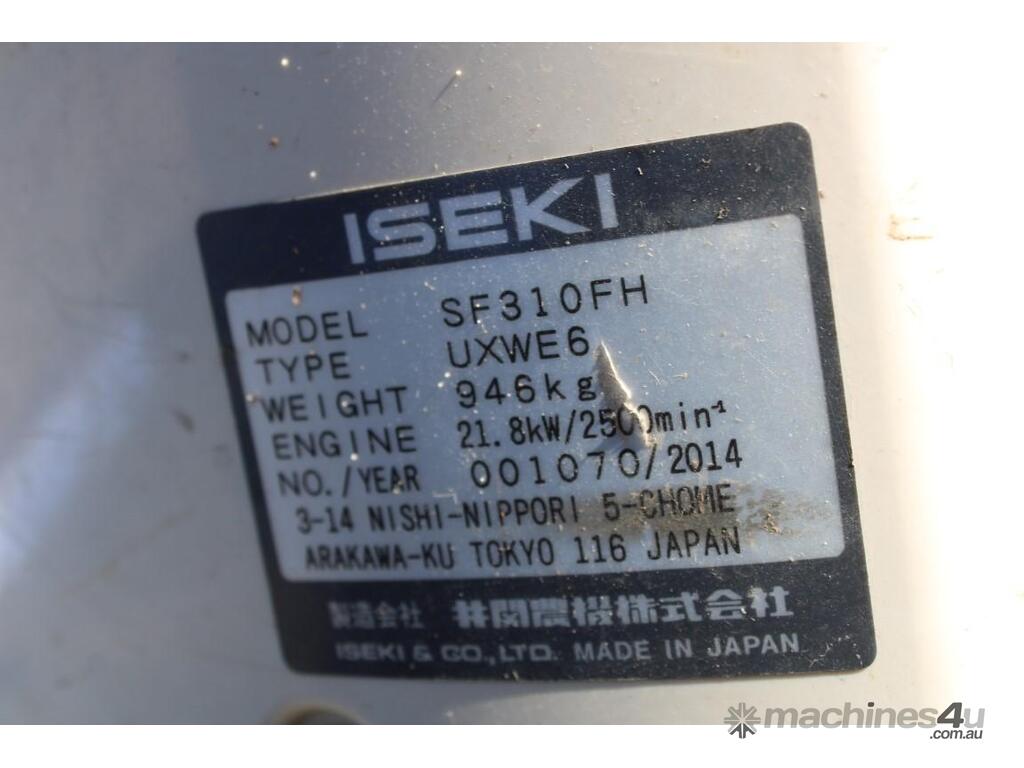 ISEKI
MODEL SF310FH
TYPE UXWE6
WEIGHT 946kg
ENGINE 21.8kW/2500min⁻¹
NO./YEAR 001070/2014
3-14 NISHI-NIPPORI 5-CHOME
ARAKAWA-KU TOKYO 116 JAPAN
製造会社 井関農機株式会社
ISEKI & CO.,LTD. MADE IN JAPAN
machines4u
.com.au